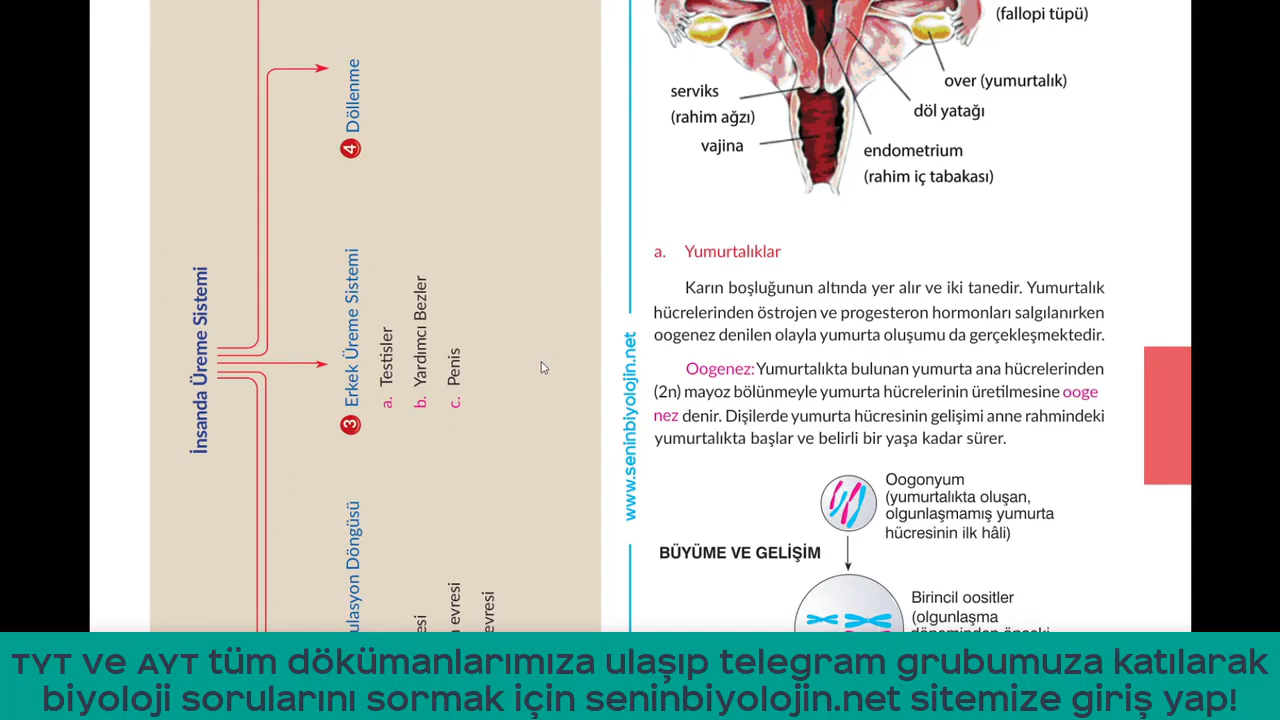 İnsanda Üreme Sistemi
4 Döllenme
3 Erkek Üreme Sistemi
a. Testisler
b. Yardımcı Bezler
c. Penis
evresi
evresi
www.seninbiyolojin.net
(fallopi tüpü)
over (yumurtalık)
döl yatağı
serviks
(rahim ağzı)
vajina
endometrium
(rahim iç tabakası)
a. Yumurtalıklar
Karın boşluğunun altında yer alır ve iki tanedir. Yumurtalık
hücrelerinden östrojen ve progesteron hormonları salgılanırken
oogenez denilen olayla yumurta oluşumu da gerçekleşmektedir.
Oogenez: Yumurtalıkta bulunan yumurta ana hücrelerinden
(2n) mayoz bölünmeyle yumurta hücrelerinin üretilmesine ooge
nez denir. Dişilerde yumurta hücresinin gelişimi anne rahmindeki
yumurtalıkta başlar ve belirli bir yaşa kadar sürer.
Oogonyum
(yumurtalıkta oluşan,
olgunlaşmamış yumurta
hücresinin ilk hâli)
BÜYÜME VE GELİŞİM
Birincil oositler
(olgunlaşma
TYT ve AYT tüm dökümanlarımıza ulaşıp telegram grubumuza katılarak
biyoloji sorularını sormak için seninbiyolojin.net sitemize giriş yap!